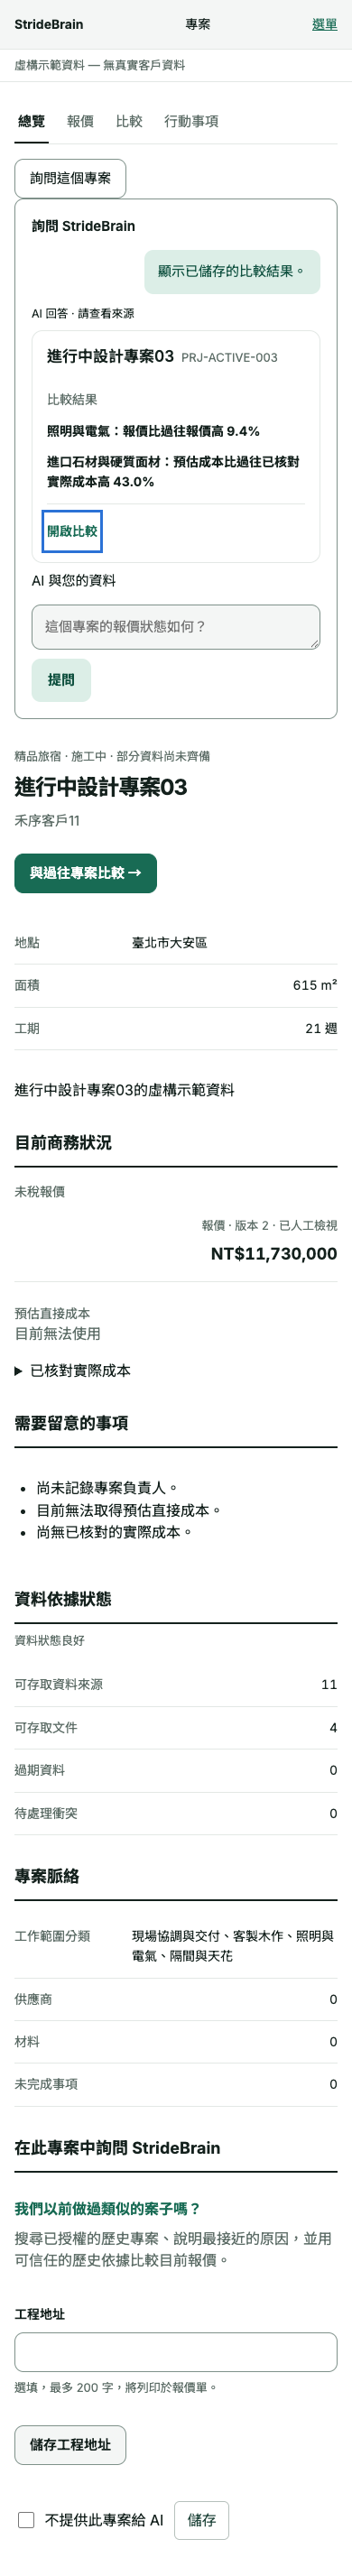 StrideBrain 專案 選單
虛構示範資料 — 無真實客戶資料
總覽 報價 比較 行動事項
詢問這個專案
詢問 StrideBrain
顯示已儲存的比較結果。
AI 回答 · 請查看來源
進行中設計專案03 PRJ-ACTIVE-003
比較結果
照明與電氣：報價比過往報價高 9.4%
進口石材與硬質面材：預估成本比過往已核對
實際成本高 43.0%
開啟比較
AI 與您的資料
這個專案的報價狀態如何？
提問
精品旅宿 · 施工中 · 部分資料尚未齊備
進行中設計專案03
禾序客戶11
與過往專案比較 →
地點 臺北市大安區
面積 615 m²
工期 21 週
進行中設計專案03的虛構示範資料
目前商務狀況
未稅報價
報價 · 版本 2 · 已人工檢視
NT$11,730,000
預估直接成本
目前無法使用
▶ 已核對實際成本
需要留意的事項
• 尚未記錄專案負責人。
• 目前無法取得預估直接成本。
• 尚無已核對的實際成本。
資料依據狀態
資料狀態良好
可存取資料來源 11
可存取文件 4
過期資料 0
待處理衝突 0
專案脈絡
工作範圍分類 現場協調與交付、客製木作、照明與
電氣、隔間與天花
供應商 0
材料 0
未完成事項 0
在此專案中詢問 StrideBrain
我們以前做過類似的案子嗎？
搜尋已授權的歷史專案、說明最接近的原因，並用
可信任的歷史依據比較目前報價。
工程地址
選填，最多 200 字，將列印於報價單。
儲存工程地址
不提供此專案給 AI 儲存